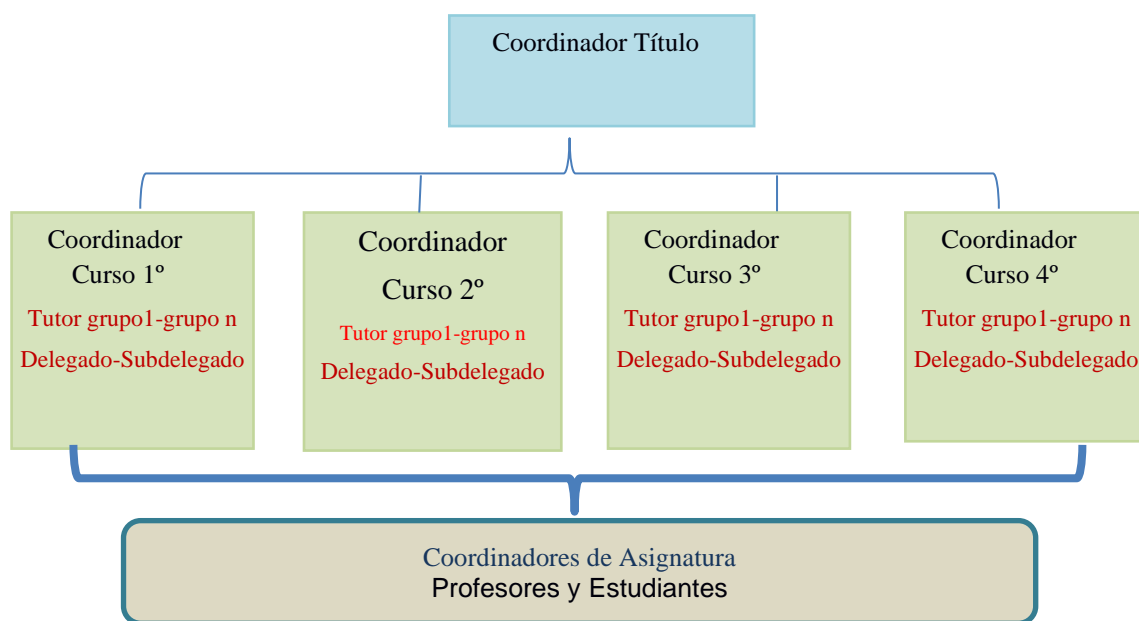 Coordinador Título
Coordinador
Curso 1º
Tutor grupo1-grupo n
Delegado-Subdelegado
Coordinador
Curso 2º
Tutor grupo1-grupo n
Delegado-Subdelegado
Coordinador
Curso 3º
Tutor grupo1-grupo n
Delegado-Subdelegado
Coordinador
Curso 4º
Tutor grupo1-grupo n
Delegado-Subdelegado
Coordinadores de Asignatura
Profesores y Estudiantes